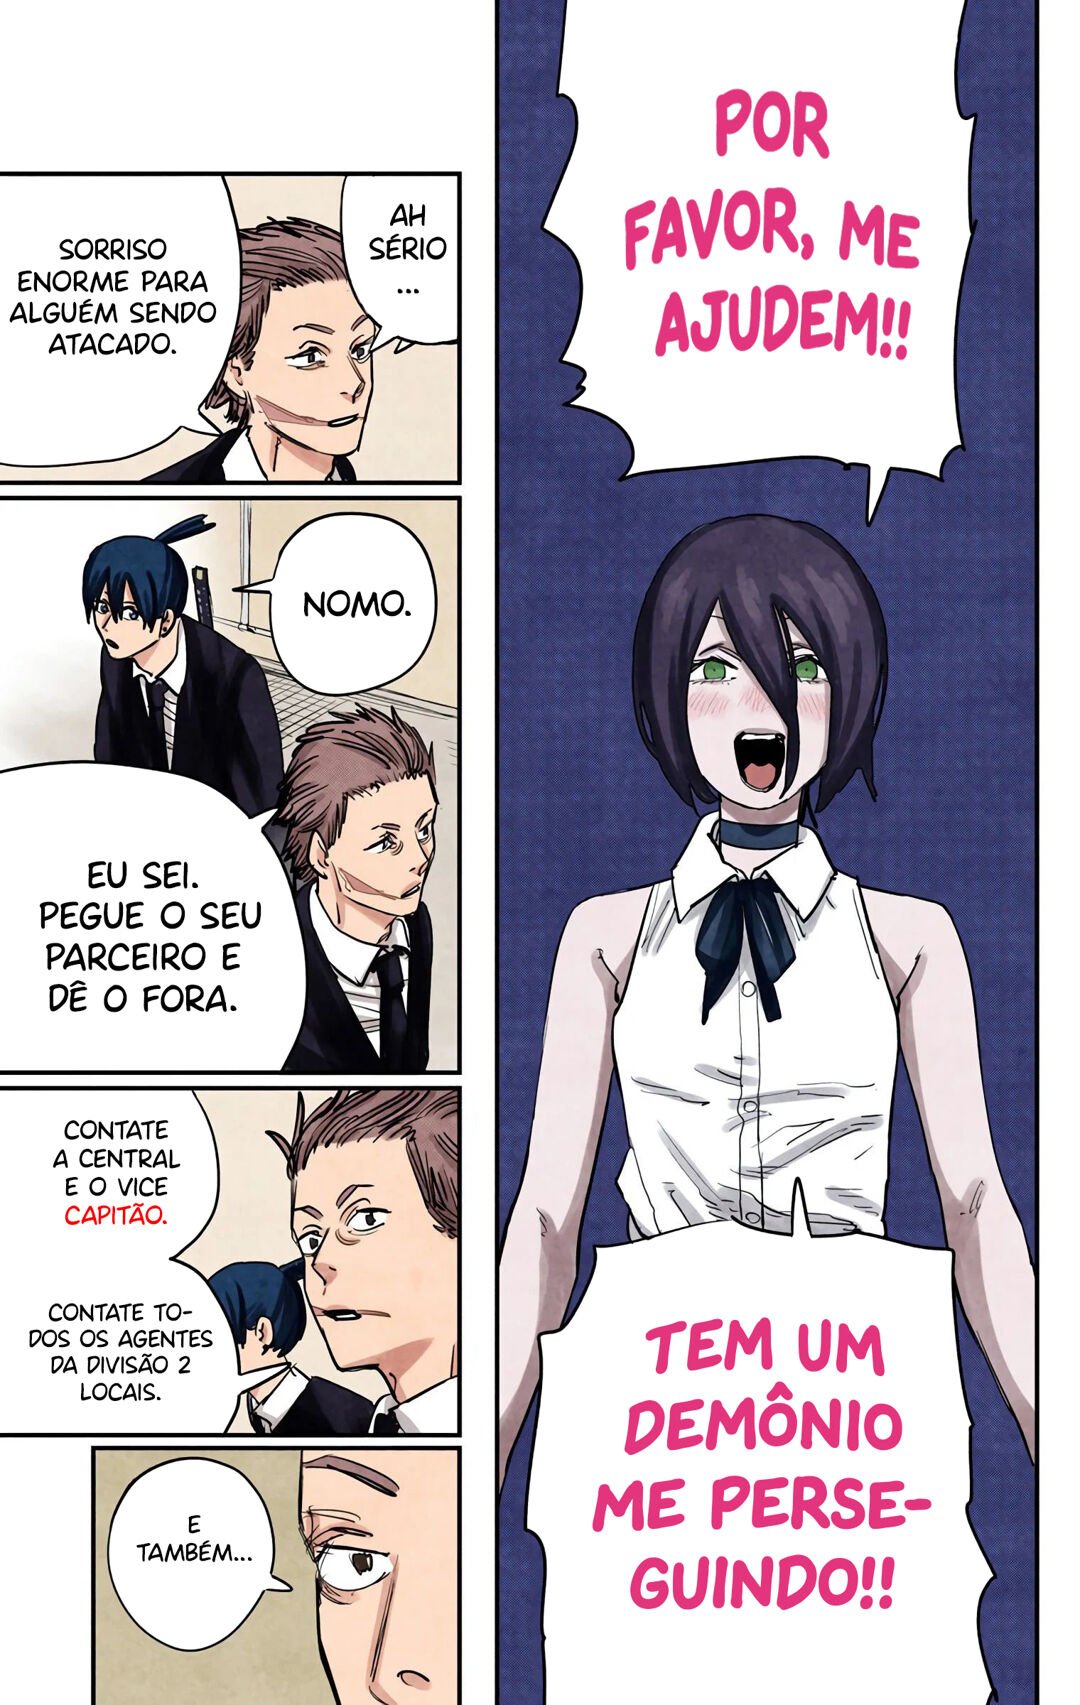 POR
FAVOR, ME
AJUDEM!!
TEM UM
DEMÔNIO
ME PERSE-
GUINDO!!
AH
SÉRIO
...
SORRISO
ENORME PARA
ALGUÉM SENDO
ATACADO.
NOMO.
EU SEI.
PEGUE O SEU
PARCEIRO E
DÊ O FORA.
CONTATE
A CENTRAL
E O VICE
CAPITÃO.
CONTATE TO-
DOS OS AGENTES
DA DIVISÃO 2
LOCAIS.
E
TAMBÉM...